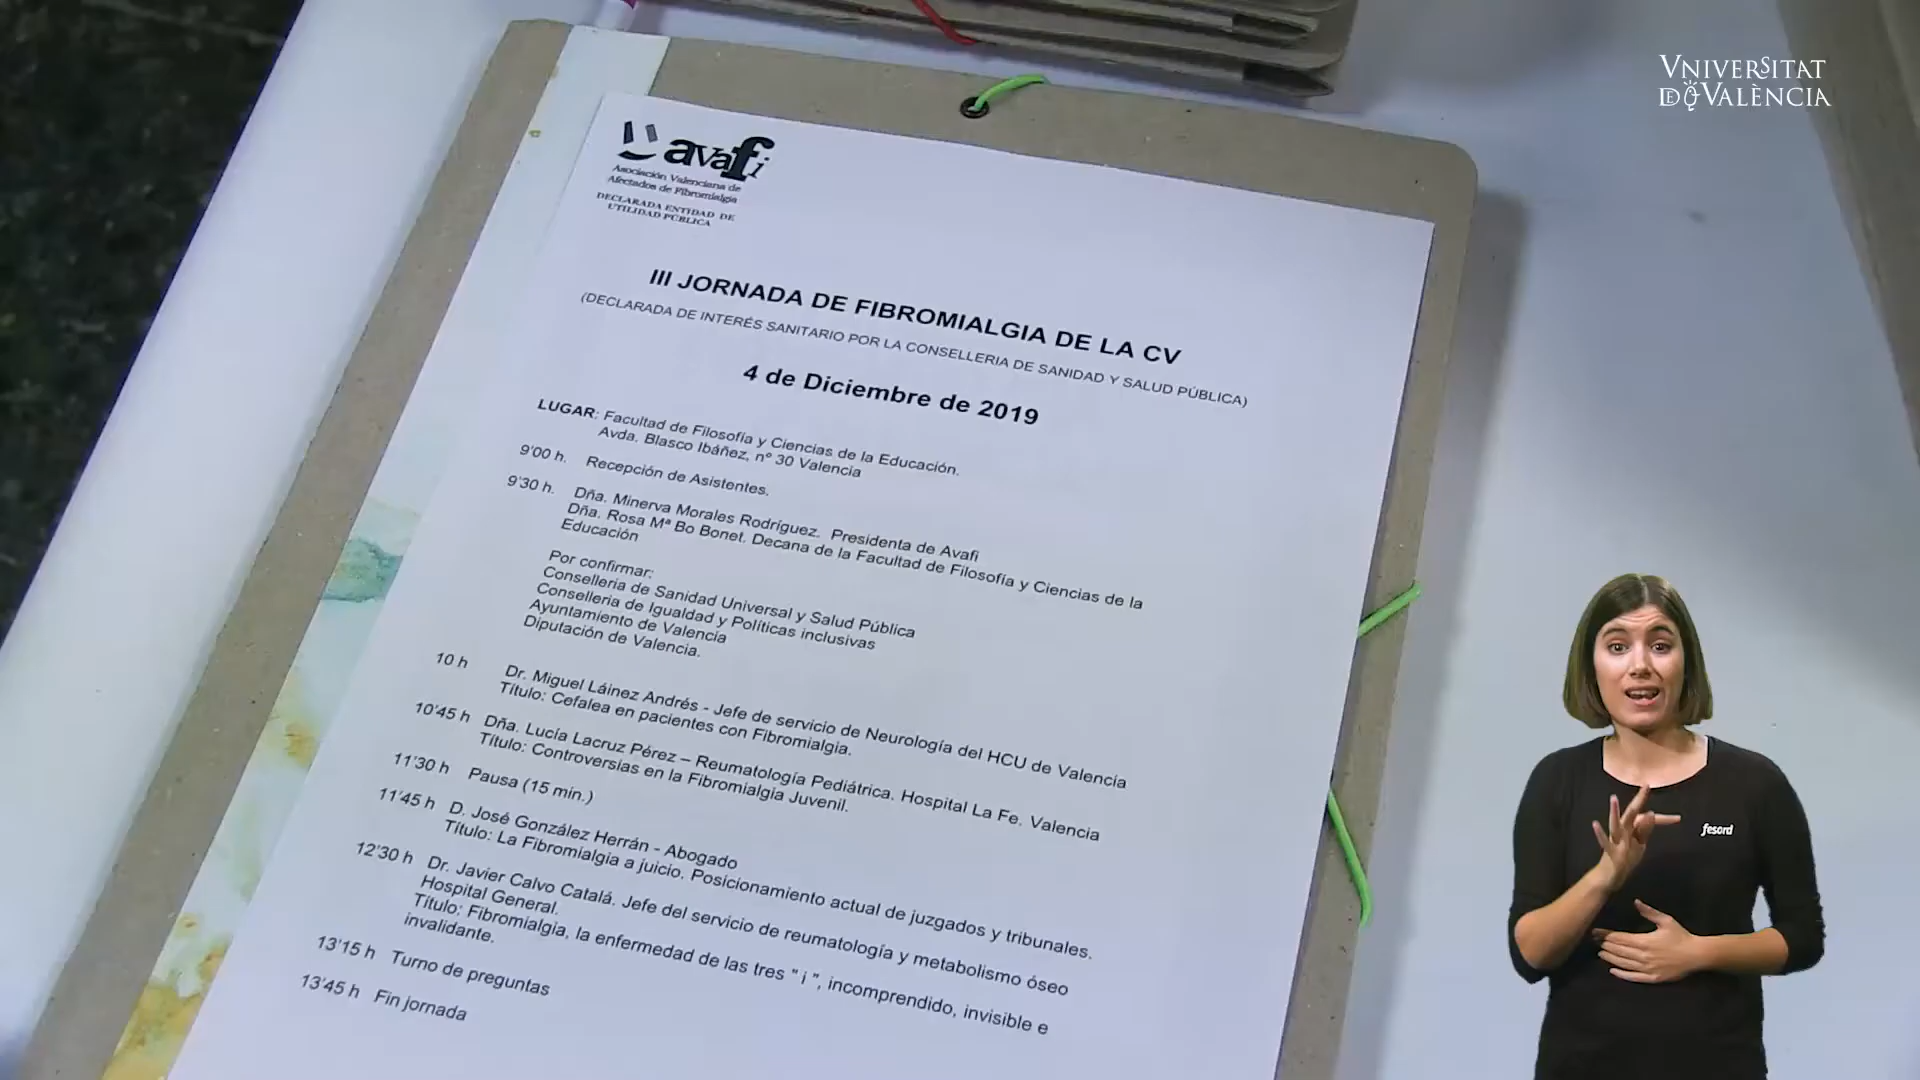 VNIVERSITAT
DE VALÈNCIA
avafi
Asociación Valenciana de
Afectados de Fibromialgia
DECLARADA ENTIDAD DE
UTILIDAD PÚBLICA
III JORNADA DE FIBROMIALGIA DE LA CV
(DECLARADA DE INTERÉS SANITARIO POR LA CONSELLERIA DE SANIDAD Y SALUD PÚBLICA)
4 de Diciembre de 2019
LUGAR: Facultad de Filosofía y Ciencias de la Educación.
Avda. Blasco Ibáñez, nº 30 Valencia
9'00 h. Recepción de Asistentes.
9'30 h. Dña. Minerva Morales Rodríguez. Presidenta de Avafi
Dña. Rosa Mª Bo Bonet. Decana de la Facultad de Filosofía y Ciencias de la
Educación
Por confirmar:
Conselleria de Sanidad Universal y Salud Pública
Conselleria de Igualdad y Políticas inclusivas
Ayuntamiento de Valencia
Diputación de Valencia.
10 h Dr. Miguel Láinez Andrés - Jefe de servicio de Neurología del HCU de Valencia
Título: Cefalea en pacientes con Fibromialgia.
10'45 h Dña. Lucía Lacruz Pérez – Reumatología Pediátrica. Hospital La Fe. Valencia
Título: Controversias en la Fibromialgia Juvenil.
11'30 h Pausa (15 min.)
11'45 h D. José González Herrán - Abogado
Título: La Fibromialgia a juicio. Posicionamiento actual de juzgados y tribunales.
12'30 h Dr. Javier Calvo Catalá. Jefe del servicio de reumatología y metabolismo óseo
Hospital General.
Título: Fibromialgia, la enfermedad de las tres " i ", incomprendido, invisible e
invalidante.
13'15 h Turno de preguntas
13'45 h Fin jornada
fesord